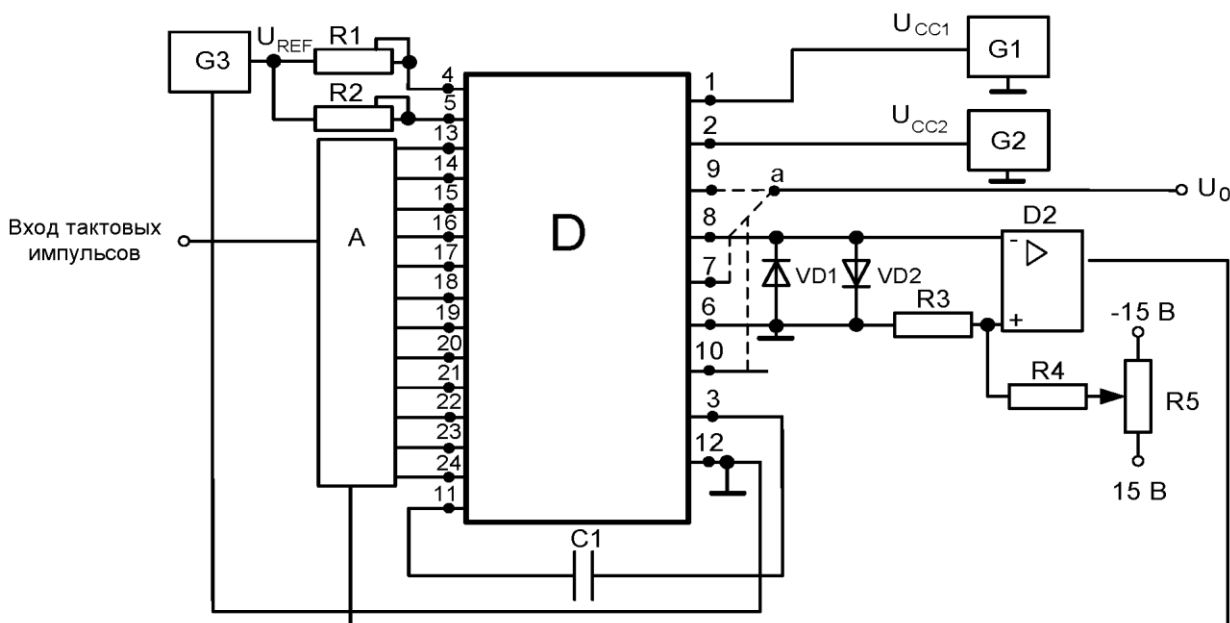 G3
U REF
R1
R2
4
5
13
14
15
16
17
18
19
20
21
22
23
24
11
Вход тактовых
импульсов
A
D
C1
1
2
9
8
7
6
10
3
12
U CC1
G1
U CC2
G2
a
U 0
VD1
VD2
D2
-
+
R3
R4
-15 В
R5
15 В